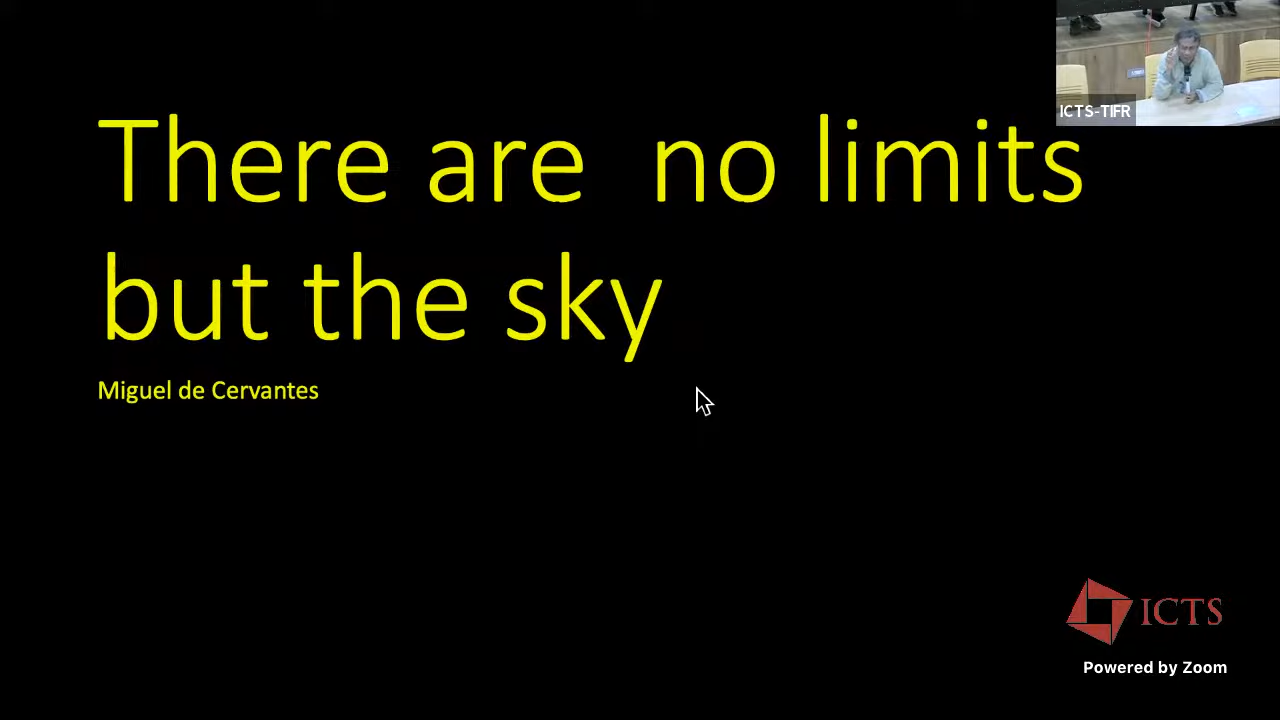 ICTS-TIFR
There are  no limits
but the sky
Miguel de Cervantes
ICTS
Powered by Zoom